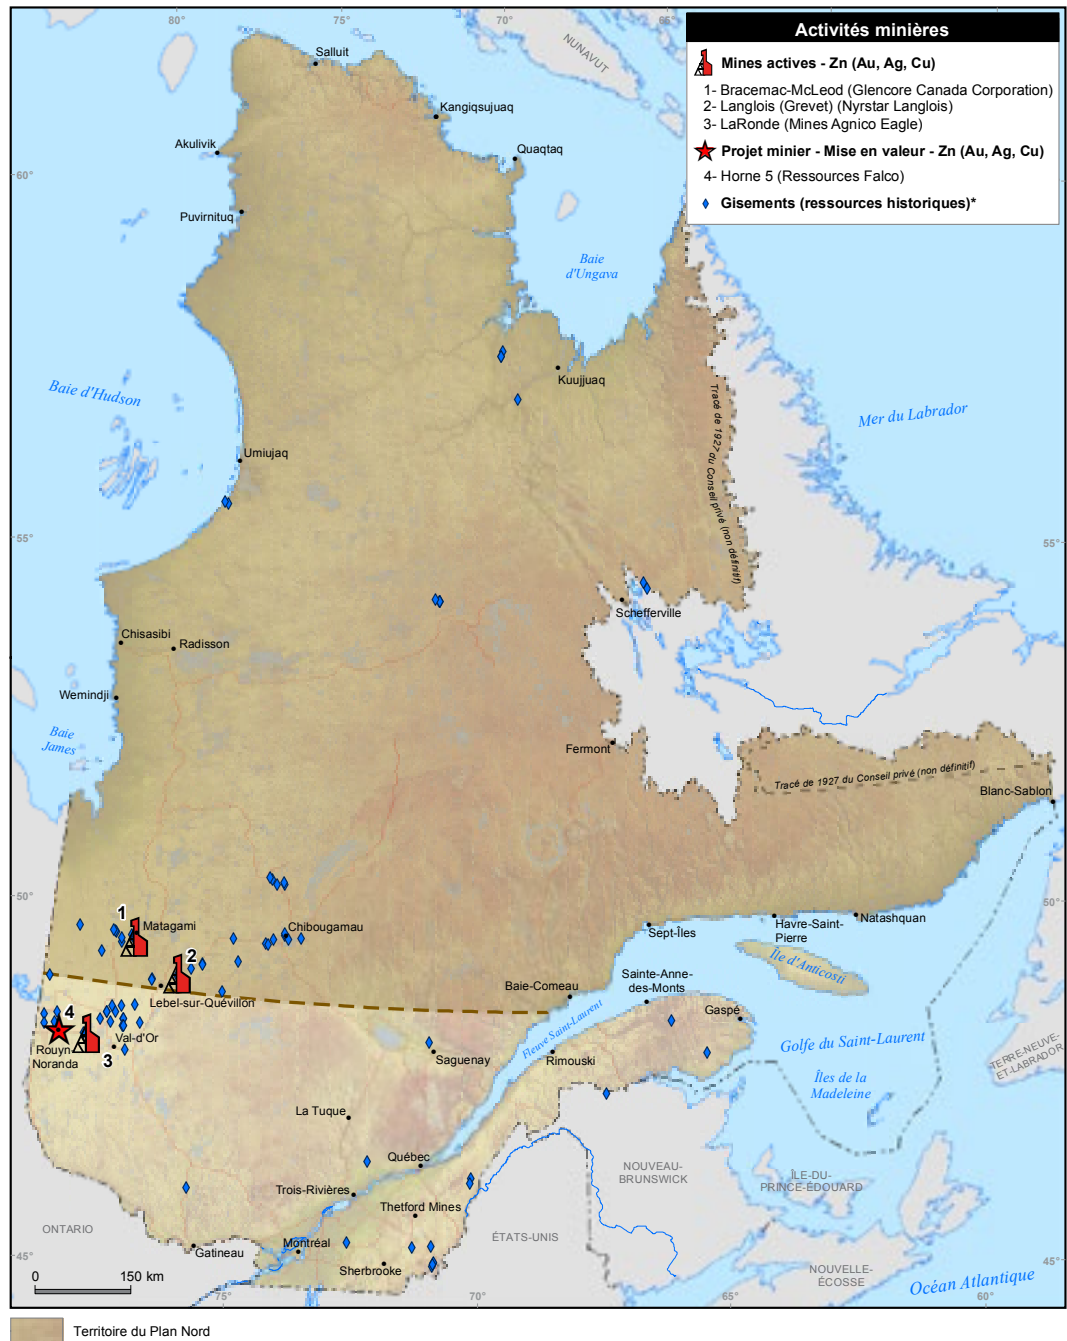 80°
75°
70°
Activités minières
Mines actives - Zn (Au, Ag, Cu)
1- Bracemac-McLeod (Glencore Canada Corporation)
2- Langlois (Grevet) (Nyrstar Langlois)
3- LaRonde (Mines Agnico Eagle)
Projet minier - Mise en valeur - Zn (Au, Ag, Cu)
4- Horne 5 (Ressources Falco)
Gisements (ressources historiques)*
NUNAVUT
Salluit
Kangiqsujuaq
Akulivik
Quaqtaq
60°
Puvirnituq
Baie
d'Ungava
Kuujjuaq
Baie d'Hudson
Mer du Labrador
Tracé de 1927 du Conseil privé (non définitif)
Umiujaq
55°
55°
Schefferville
Chisasibi
Radisson
Wemindji
Baie
James
Fermont
Tracé de 1927 du Conseil privé (non définitif)
Blanc-Sablon
50°
50°
1
Matagami
Chibougamau
Sept-Îles
Havre-Saint-
Pierre
Natashquan
2
Île d'Anticosti
Lebel-sur-Quévillon
Baie-Comeau
Sainte-Anne-
des-Monts
Gaspé
4
Rouyn-
Noranda
Val-d'Or
3
Saguenay
Fleuve Saint-Laurent
Rimouski
Golfe du Saint-Laurent
Îles de la
Madeleine
TERRE-NEUVE-
ET-LABRADOR
La Tuque
Québec
Trois-Rivières
Thetford Mines
NOUVEAU-
BRUNSWICK
ÎLE-DU-
PRINCE-ÉDOUARD
ONTARIO
Gatineau
Montréal
Sherbrooke
ÉTATS-UNIS
NOUVELLE-
ÉCOSSE
Océan Atlantique
45°
45°
0
150 km
75°
70°
65°
60°
Territoire du Plan Nord